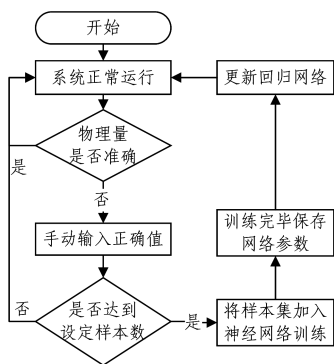 开始
系统正常运行
更新回归网络
物理量
是否准确
是
否
手动输入正确值
训练完毕保存
网络参数
是否达到
设定样本数
否
是
将样本集加入
神经网络训练